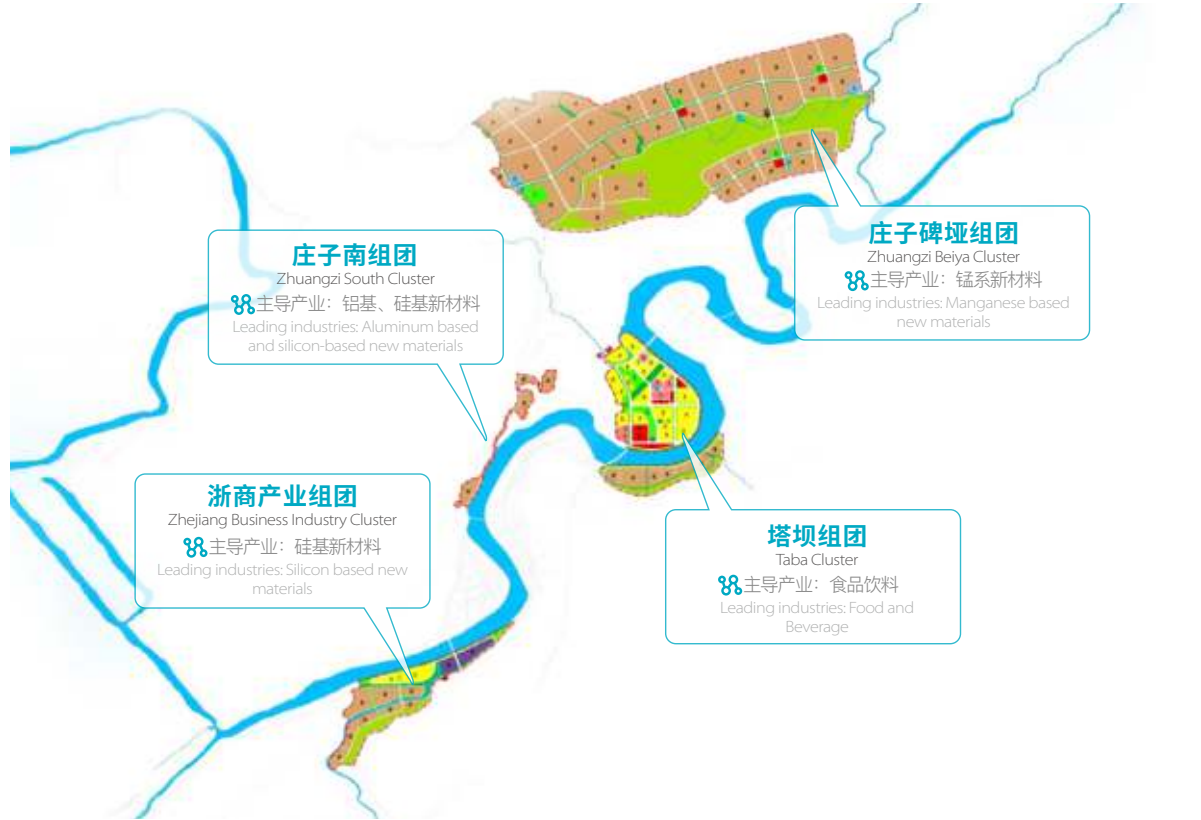 庄子碑垭组团
Zhuangzi Beiya Cluster
主导产业：锰系新材料
Leading industries: Manganese based
new materials
庄子南组团
Zhuangzi South Cluster
主导产业：铝基、硅基新材料
Leading industries: Aluminum based
and silicon-based new materials
浙商产业组团
Zhejiang Business Industry Cluster
主导产业：硅基新材料
Leading industries: Silicon based new
materials
塔坝组团
Taba Cluster
主导产业：食品饮料
Leading industries: Food and
Beverage